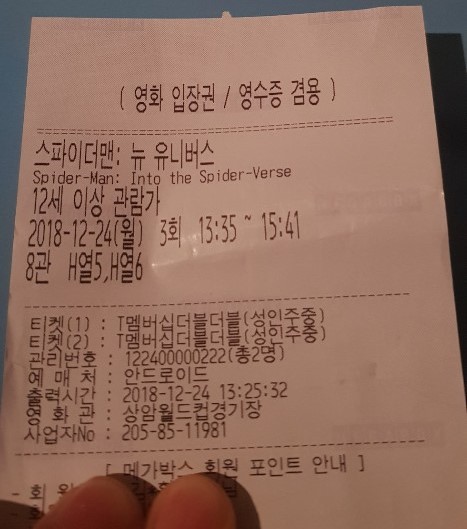 ( 영화 입장권 / 영수증 겸용 )
스파이더맨: 뉴 유니버스
Spider-Man: Into the Spider-Verse
12세 이상 관람가
2018-12-24(월) 3회 13:35 ~ 15:41
8관 H열5,H열6
티켓(1) : T멤버십더블더블(성인주중)
티켓(2) : T멤버십더블더블(성인주중)
관리번호 : 122400000222(총2명)
예 매 처 : 안드로이드
출력시간 : 2018-12-24 13:25:32
영 화 관 : 상암월드컵경기장
사업자No : 205-85-11981
[ 메가박스 회원 포인트 안내 ]
- 회